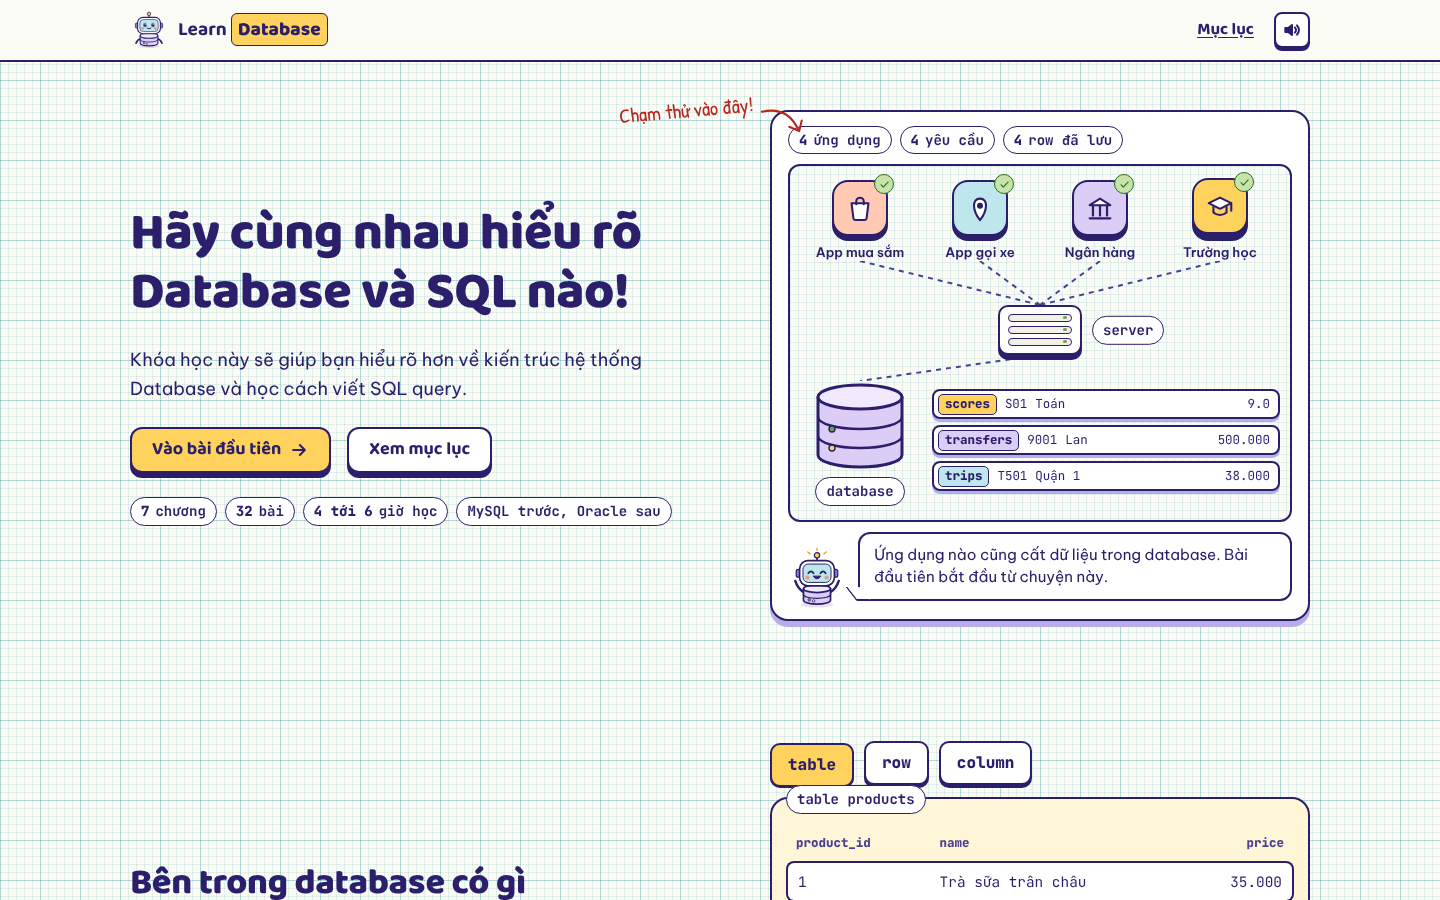 Learn Database
Mục lục
Chạm thử vào đây!
4 ứng dụng
4 yêu cầu
4 row đã lưu
App mua sắm
App gọi xe
Ngân hàng
Trường học
server
Hãy cùng nhau hiểu rõ
Database và SQL nào!
Khóa học này sẽ giúp bạn hiểu rõ hơn về kiến trúc hệ thống
Database và học cách viết SQL query.
Vào bài đầu tiên →
Xem mục lục
7 chương
32 bài
4 tới 6 giờ học
MySQL trước, Oracle sau
scores S01 Toán 9.0
transfers 9001 Lan 500.000
trips T501 Quận 1 38.000
database
Ứng dụng nào cũng cất dữ liệu trong database. Bài
đầu tiên bắt đầu từ chuyện này.
table
row
column
table products
product_id name price
1 Trà sữa trân châu 35.000
Bên trong database có gì